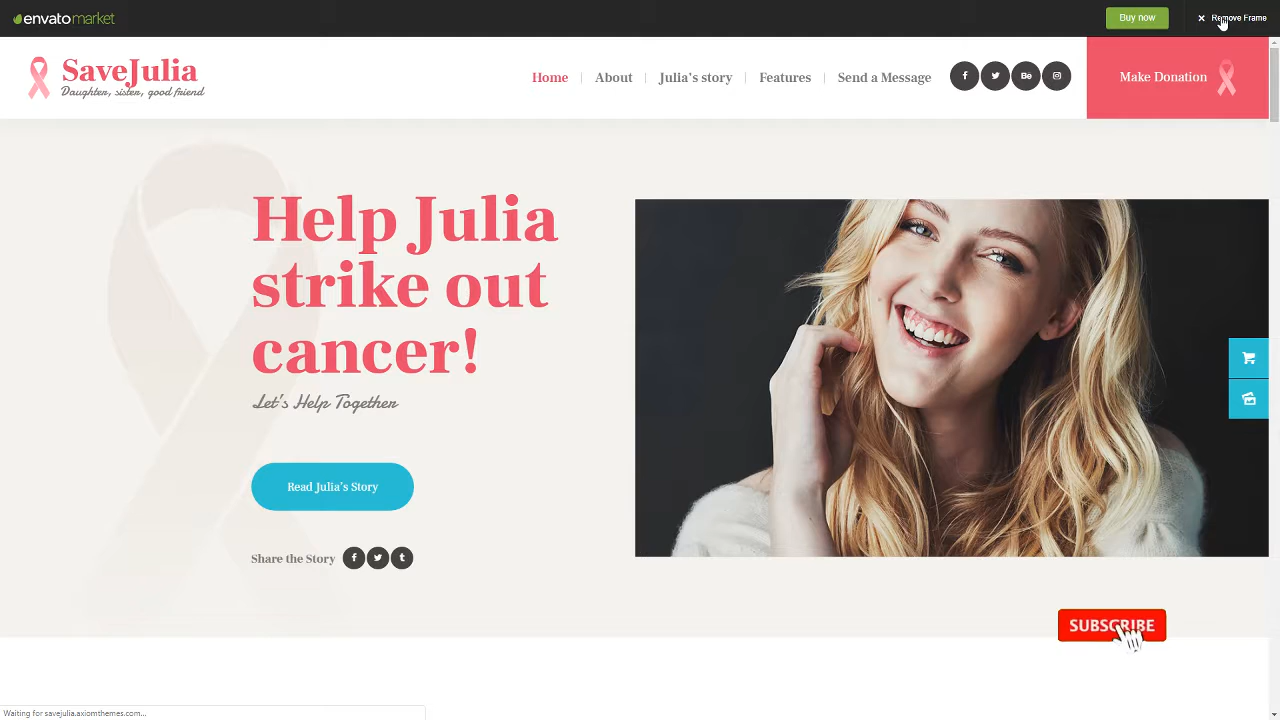 envatomarket
Buy now
× Remove Frame
SaveJulia
Daughter, sister, good friend
Home
About
Julia's story
Features
Send a Message
Make Donation
Help Julia
strike out
cancer!
Let's Help Together
Read Julia's Story
Share the Story
SUBSCRIBE
Waiting for savejulia.axiomthemes.com...